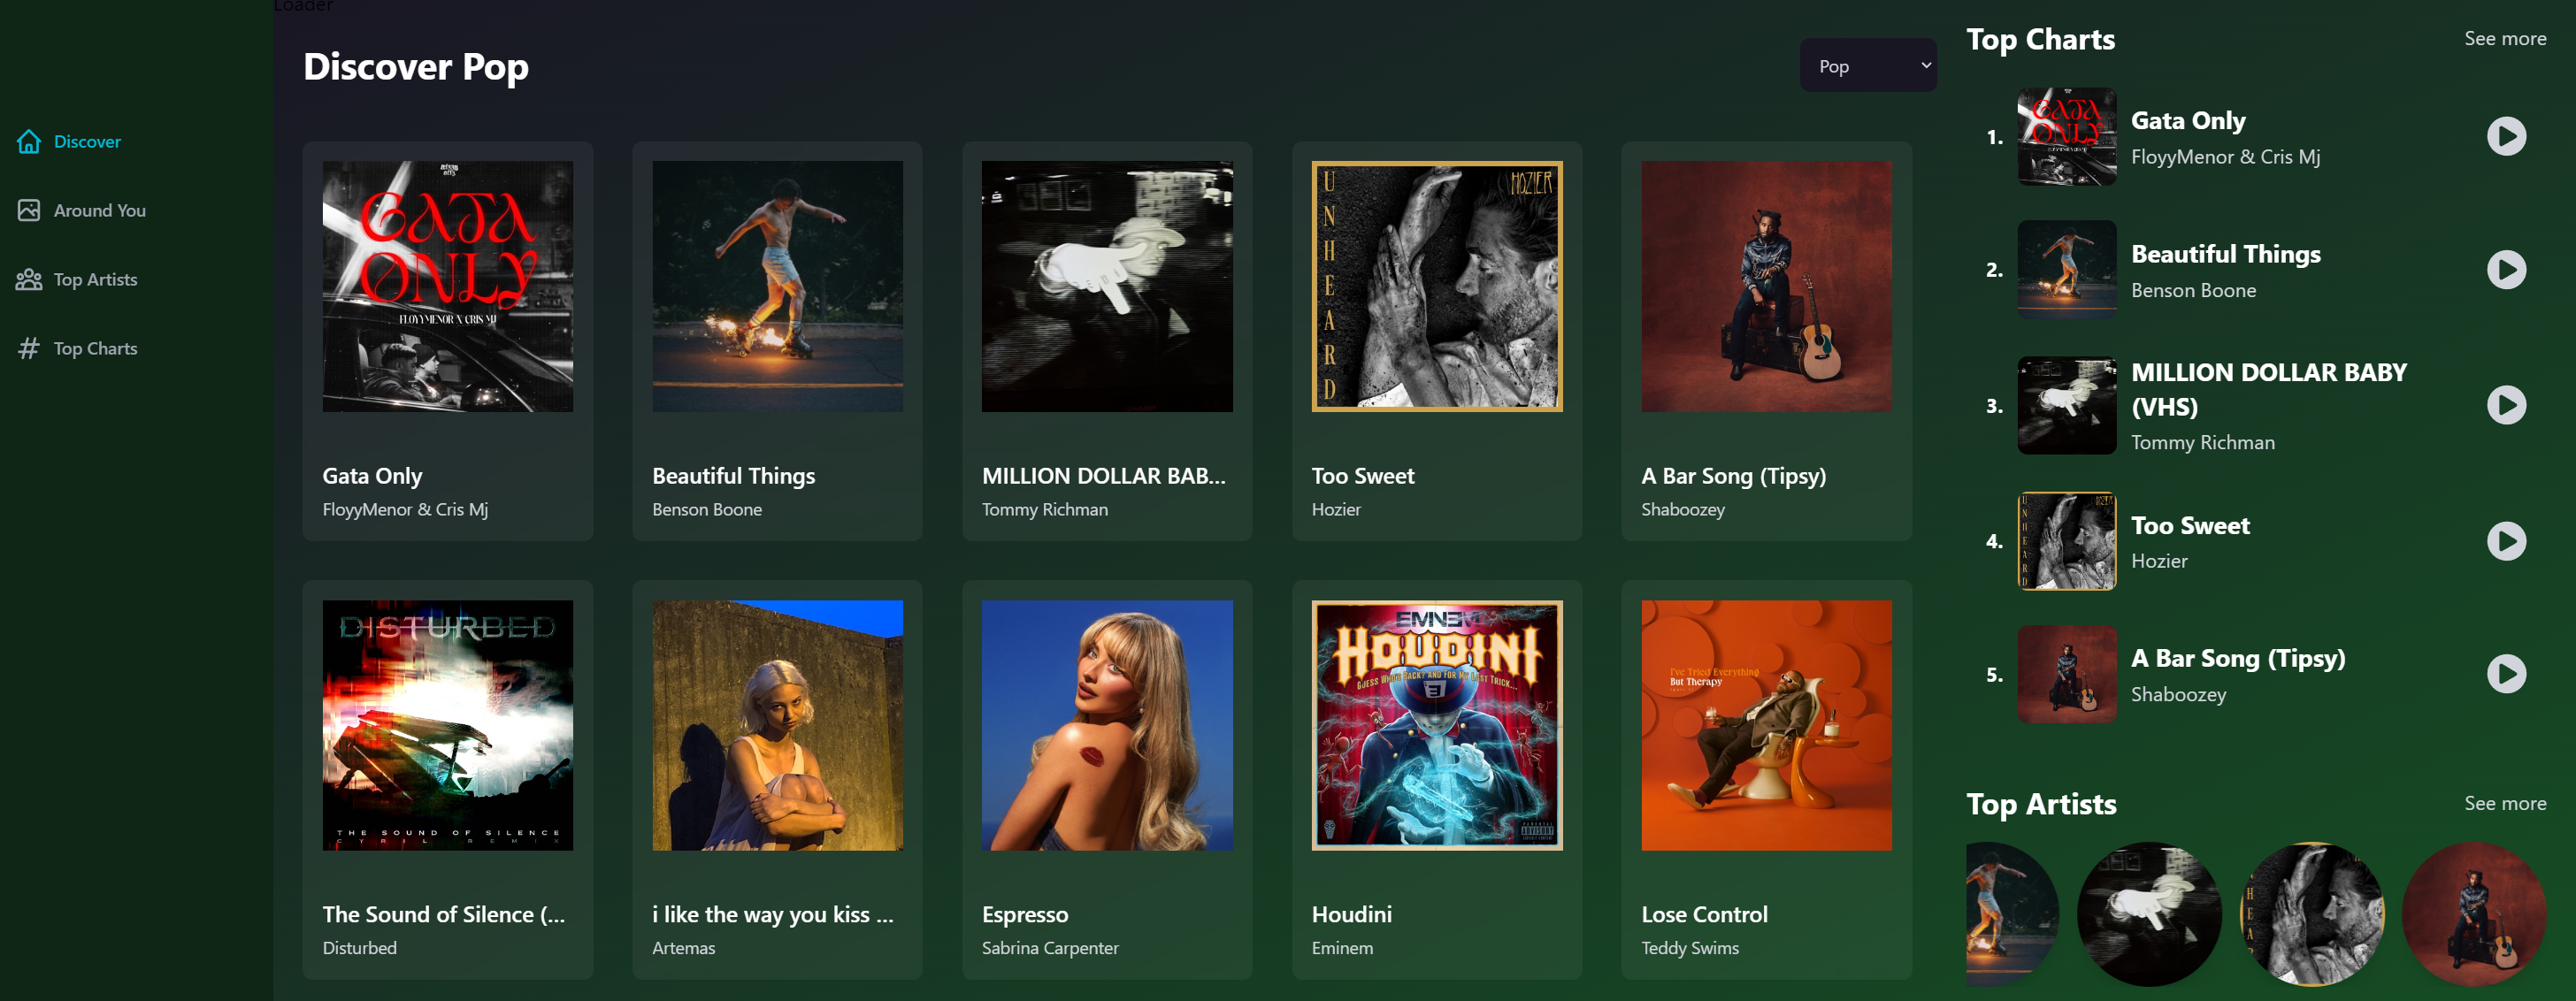 Loader
Discover
Around You
Top Artists
Top Charts
Discover Pop
Pop
GATA
ONLY
FLOYYMENOR X CRIS MJ
Gata Only
FloyyMenor & Cris Mj
Beautiful Things
Benson Boone
MILLION DOLLAR BAB...
Tommy Richman
UNHEARD
HOZIER
Too Sweet
Hozier
A Bar Song (Tipsy)
Shaboozey
DISTURBED
THE SOUND OF SILENCE
CYRIL REMIX
The Sound of Silence (...
Disturbed
i like the way you kiss ...
Artemas
Espresso
Sabrina Carpenter
EMINEM
HOUDINI
GUESS WHO'S BACK? AND FOR MY LAST TRICK...
PARENTAL
ADVISORY
Houdini
Eminem
I've Tried Everything
But Therapy
Lose Control
Teddy Swims
Top Charts
See more
1.
GATA
ONLY
Gata Only
FloyyMenor & Cris Mj
2.
Beautiful Things
Benson Boone
3.
MILLION DOLLAR BABY
(VHS)
Tommy Richman
4.
UNHEARD
HOZIER
Too Sweet
Hozier
5.
A Bar Song (Tipsy)
Shaboozey
Top Artists
See more